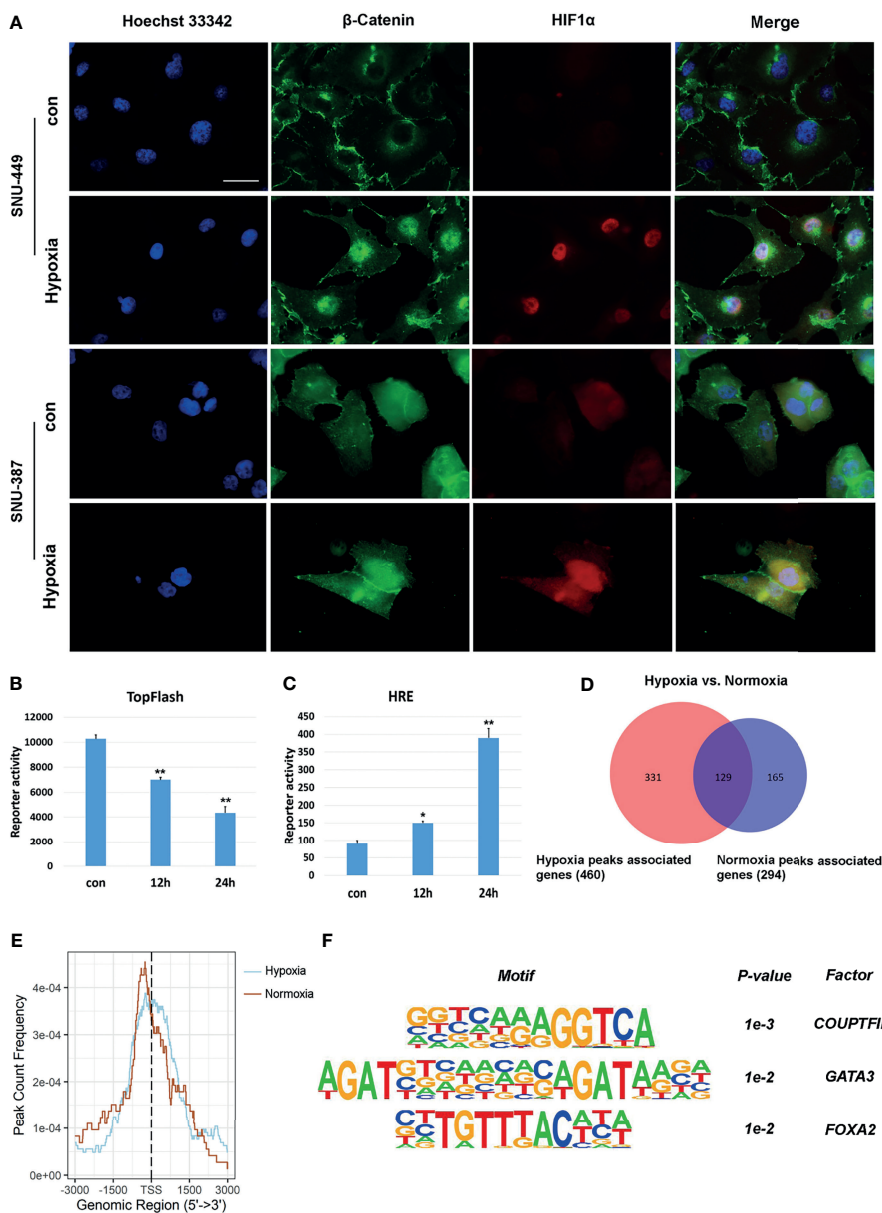 A
Hoechst 33342 β-Catenin HIF1α Merge
SNU-449
con
Hypoxia
SNU-387
con
Hypoxia
B
TopFlash
Reporter activity
12000
10000
8000
6000
4000
2000
0
**
**
con 12h 24h
C
HRE
Reporter activity
450
400
350
300
250
200
150
100
50
0
*
**
con 12h 24h
D
Hypoxia vs. Normoxia
331 129 165
Hypoxia peaks associated
genes (460)
Normoxia peaks associated
genes (294)
E
Peak Count Frequency
4e-04
3e-04
2e-04
1e-04
0e+00
-3000 -1500 TSS 1500 3000
Genomic Region (5'->3')
Hypoxia
Normoxia
F
Motif P-value Factor
1e-3 COUPTFII
1e-2 GATA3
1e-2 FOXA2